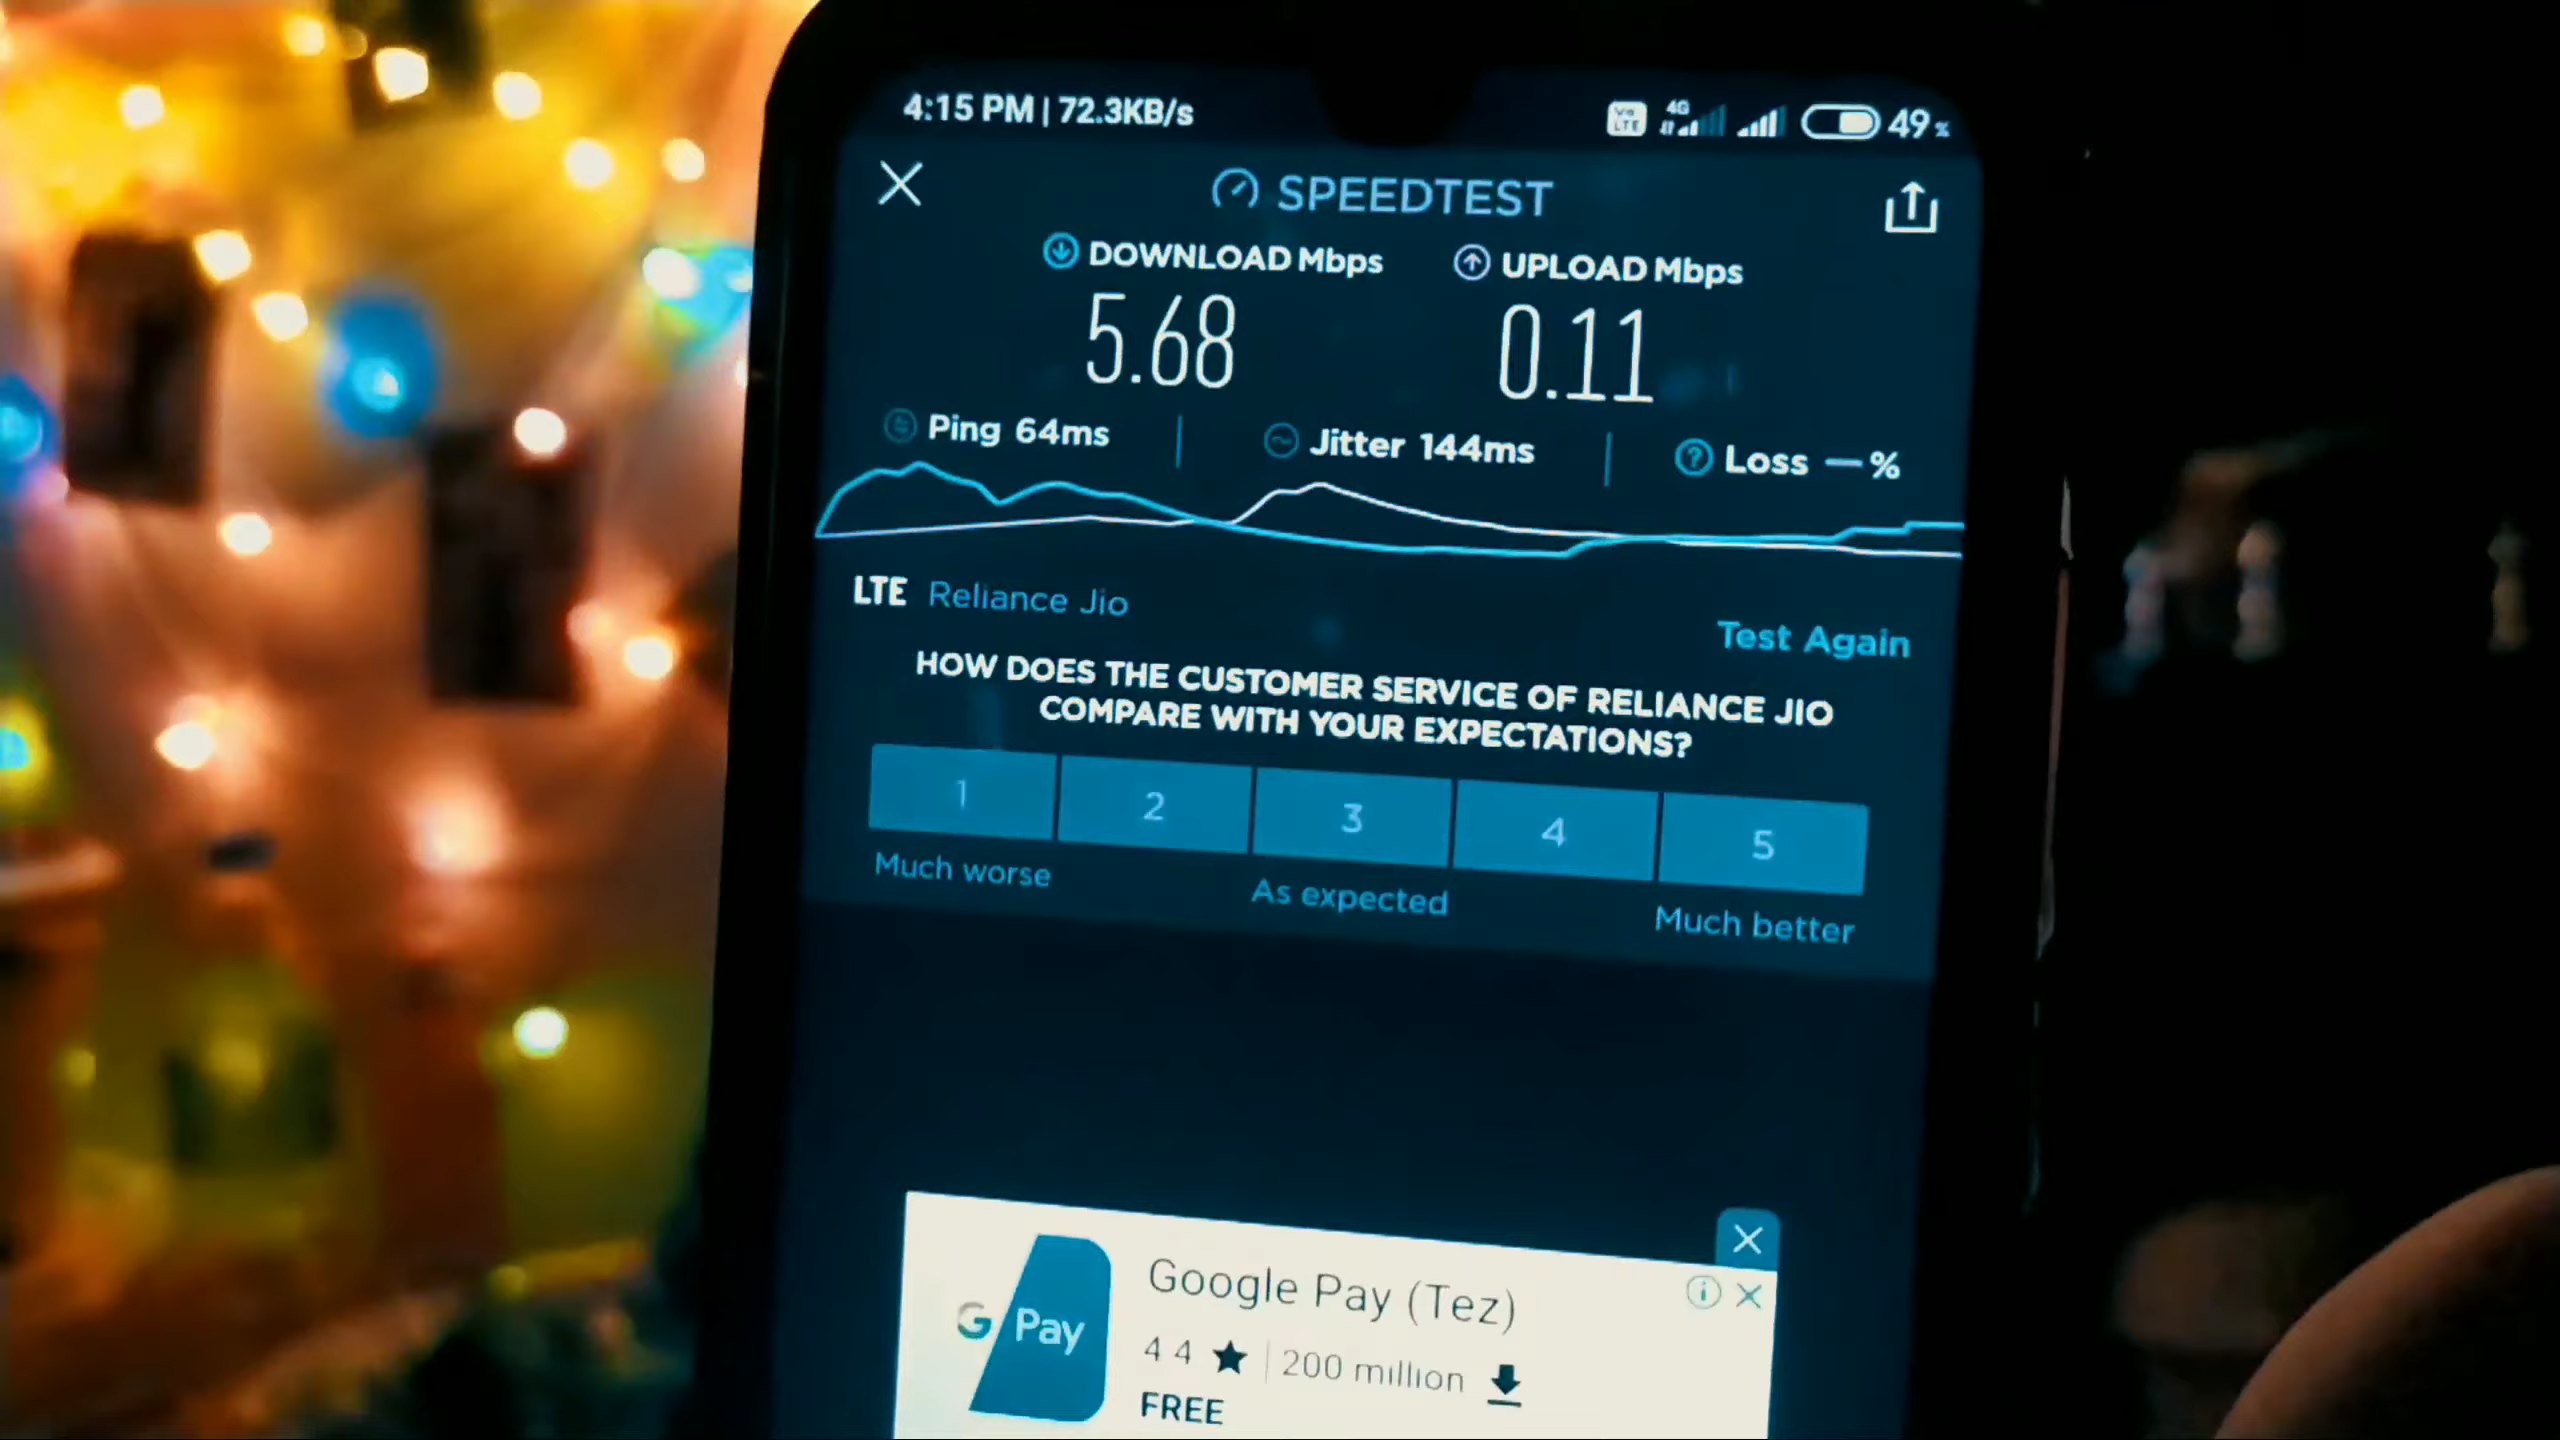 4:15 PM | 72.3KB/s
Vo LTE 4G 49%
SPEEDTEST
DOWNLOAD Mbps UPLOAD Mbps
5.68 0.11
Ping 64ms | Jitter 144ms | Loss —%
LTE Reliance Jio
Test Again
HOW DOES THE CUSTOMER SERVICE OF RELIANCE JIO
COMPARE WITH YOUR EXPECTATIONS?
1 2 3 4 5
Much worse As expected Much better
G Pay
Google Pay (Tez)
4 4 ★ | 200 million
FREE